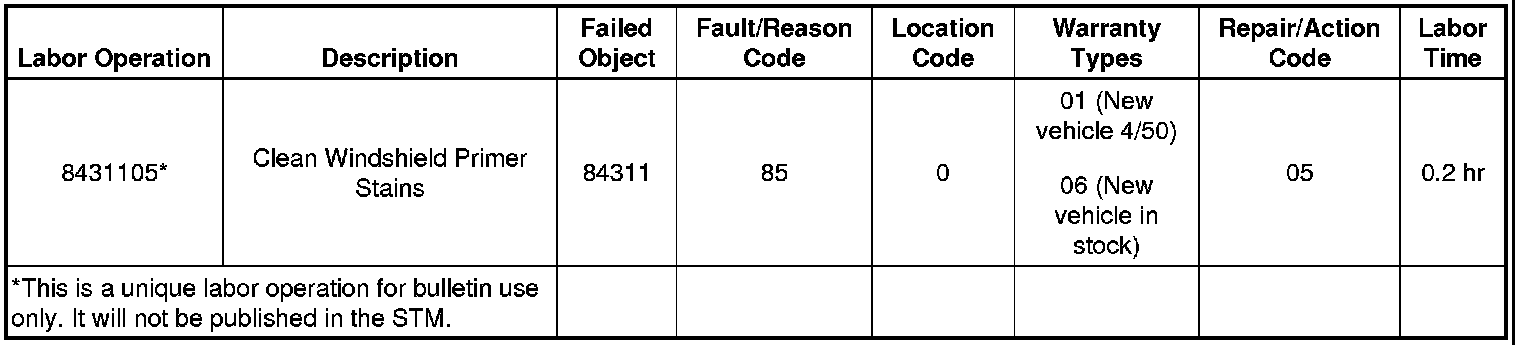 Labor Operation Description Failed Object Fault/Reason Code Location Code Warranty Types Repair/Action Code Labor Time
8431105* Clean Windshield Primer Stains 84311 85 0 01 (New vehicle 4/50) 06 (New vehicle in stock) 05 0.2 hr
*This is a unique labor operation for bulletin use
only. It will not be published in the STM.